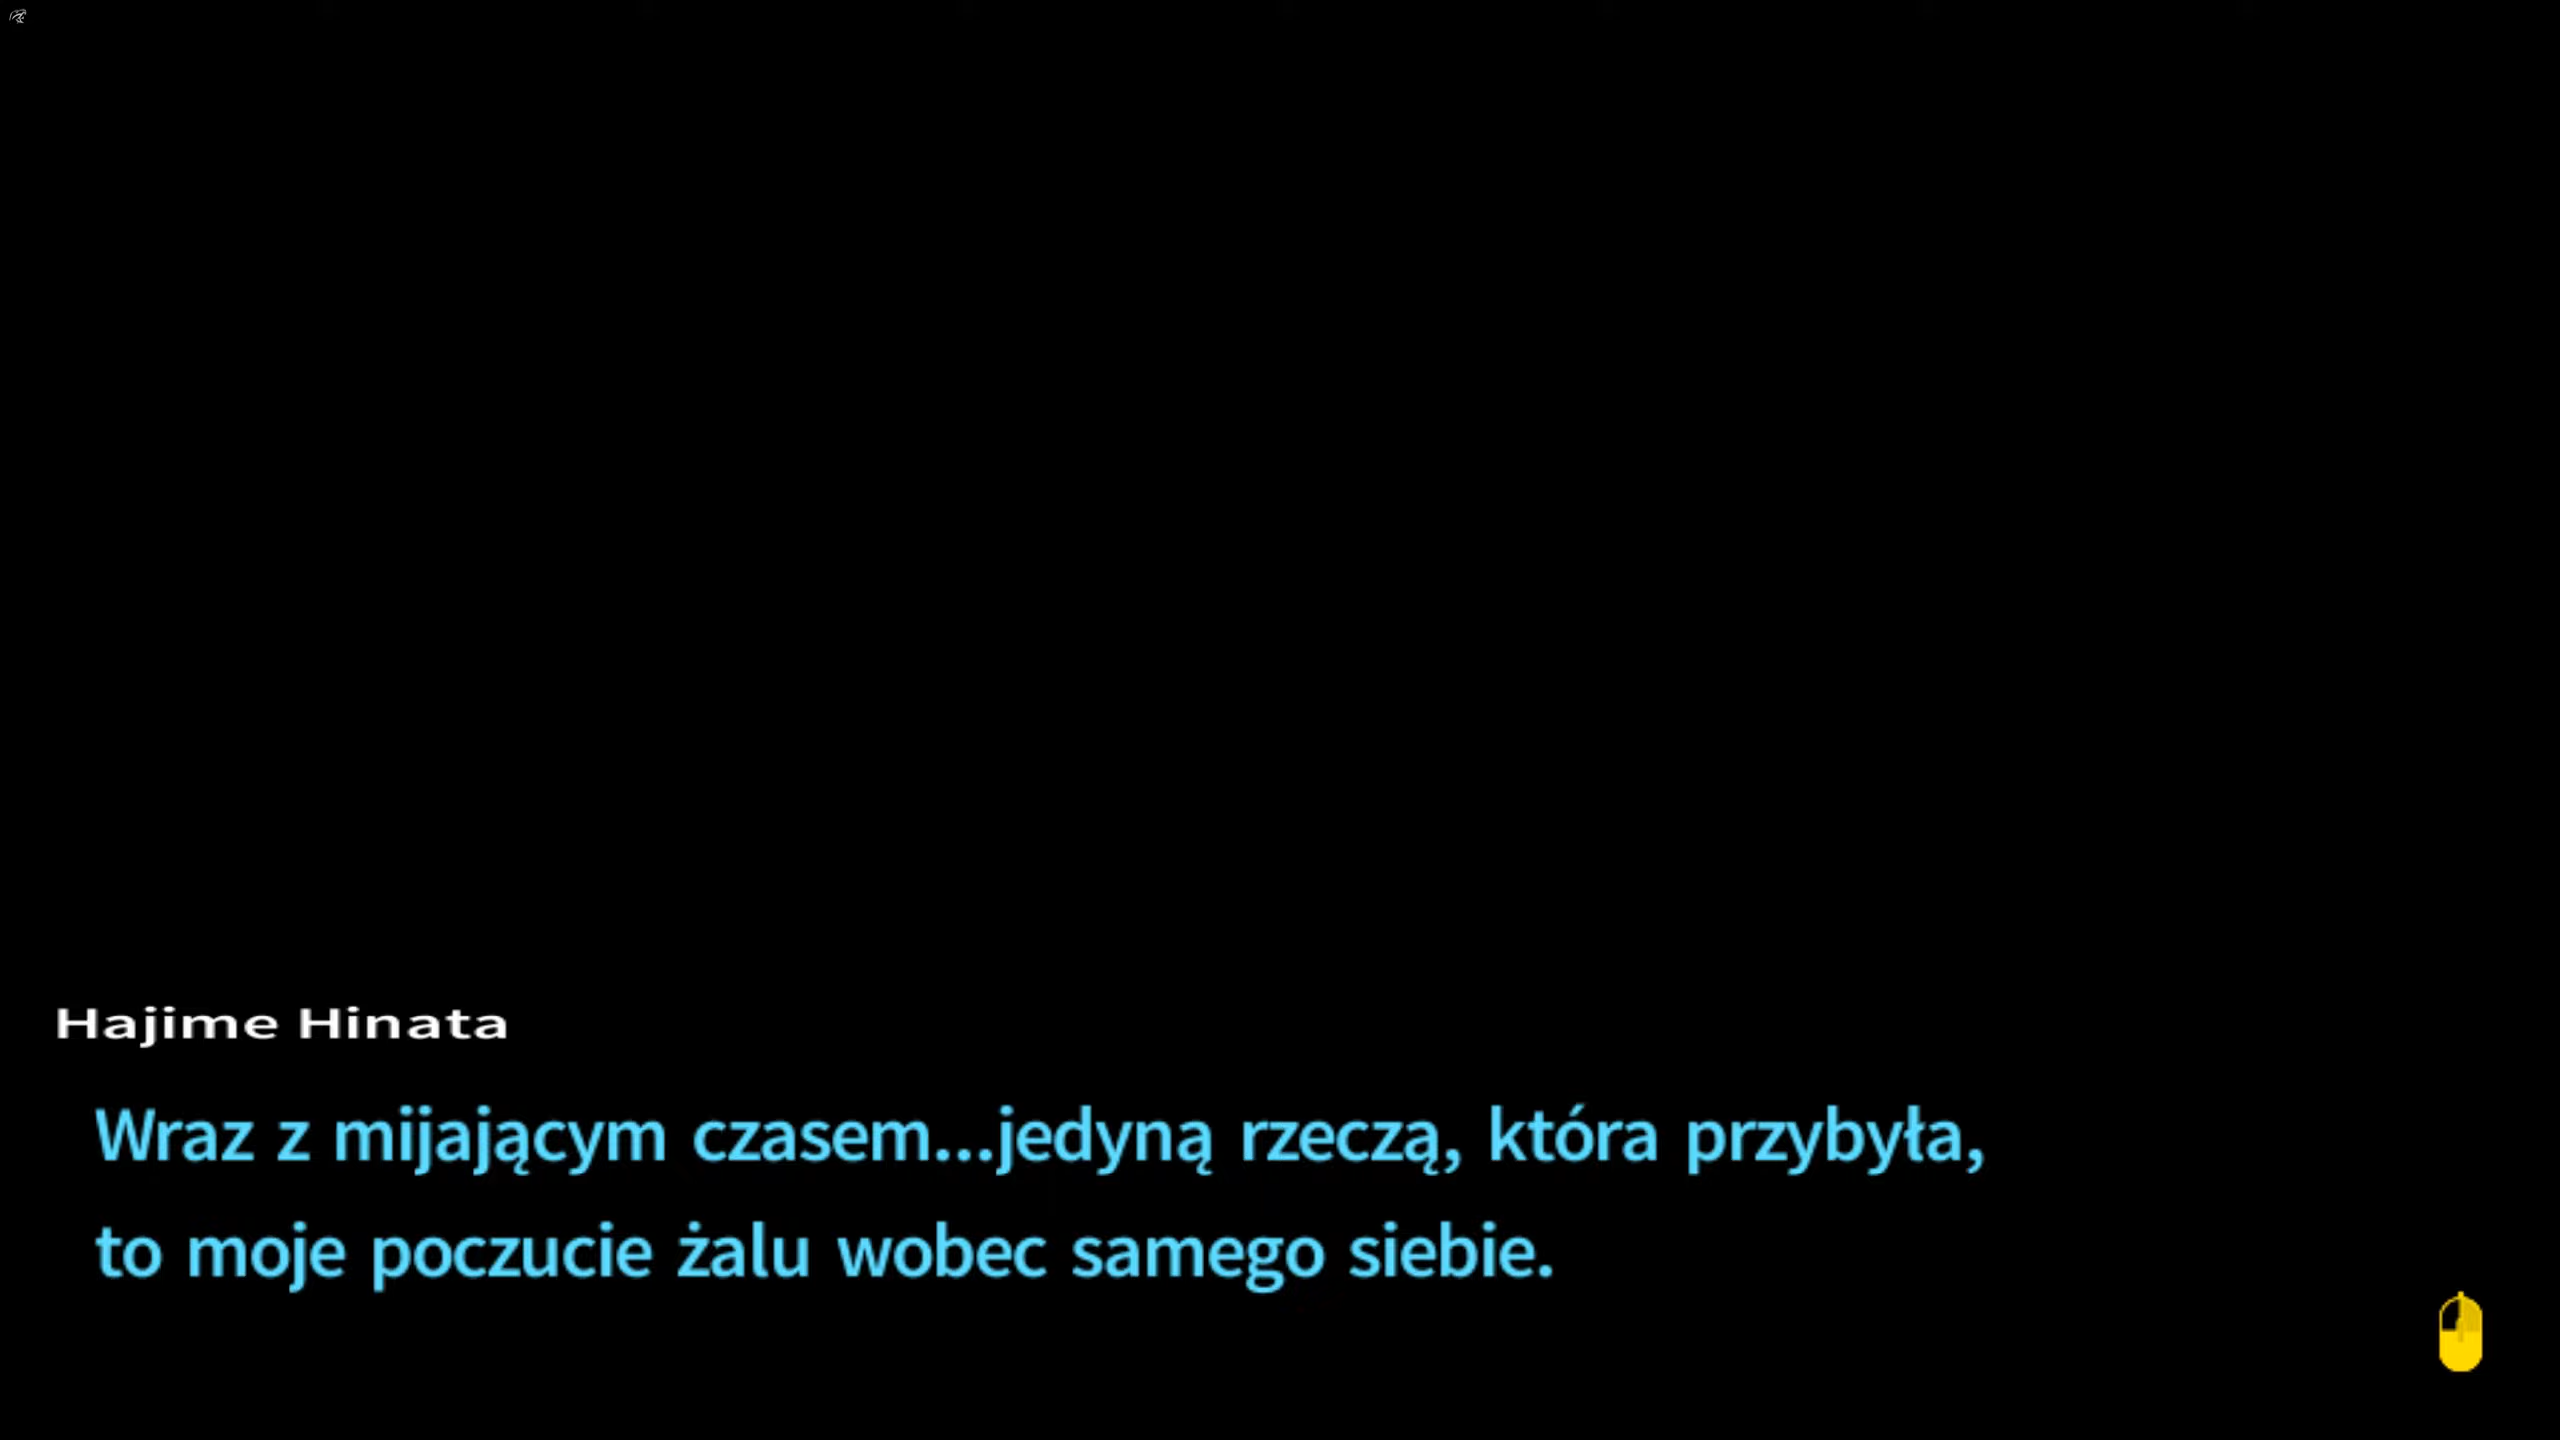 Hajime Hinata
Wraz z mijającym czasem...jedyną rzeczą, która przybyła,
to moje poczucie żalu wobec samego siebie.